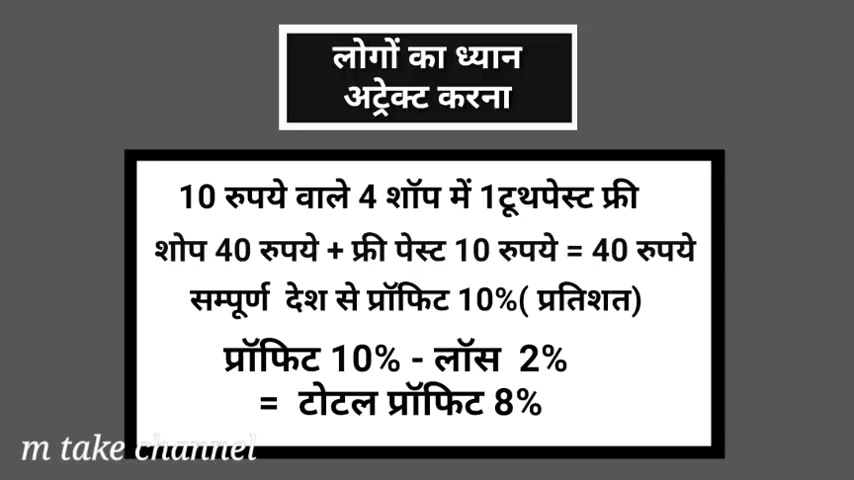 लोगों का ध्यान
अट्रेक्ट करना
10 रुपये वाले 4 शॉप में 1टूथपेस्ट फ्री
शोप 40 रुपये + फ्री पेस्ट 10 रुपये = 40 रुपये
सम्पूर्ण देश से प्रॉफिट 10%( प्रतिशत)
प्रॉफिट 10% - लॉस 2%
= टोटल प्रॉफिट 8%
m take channel